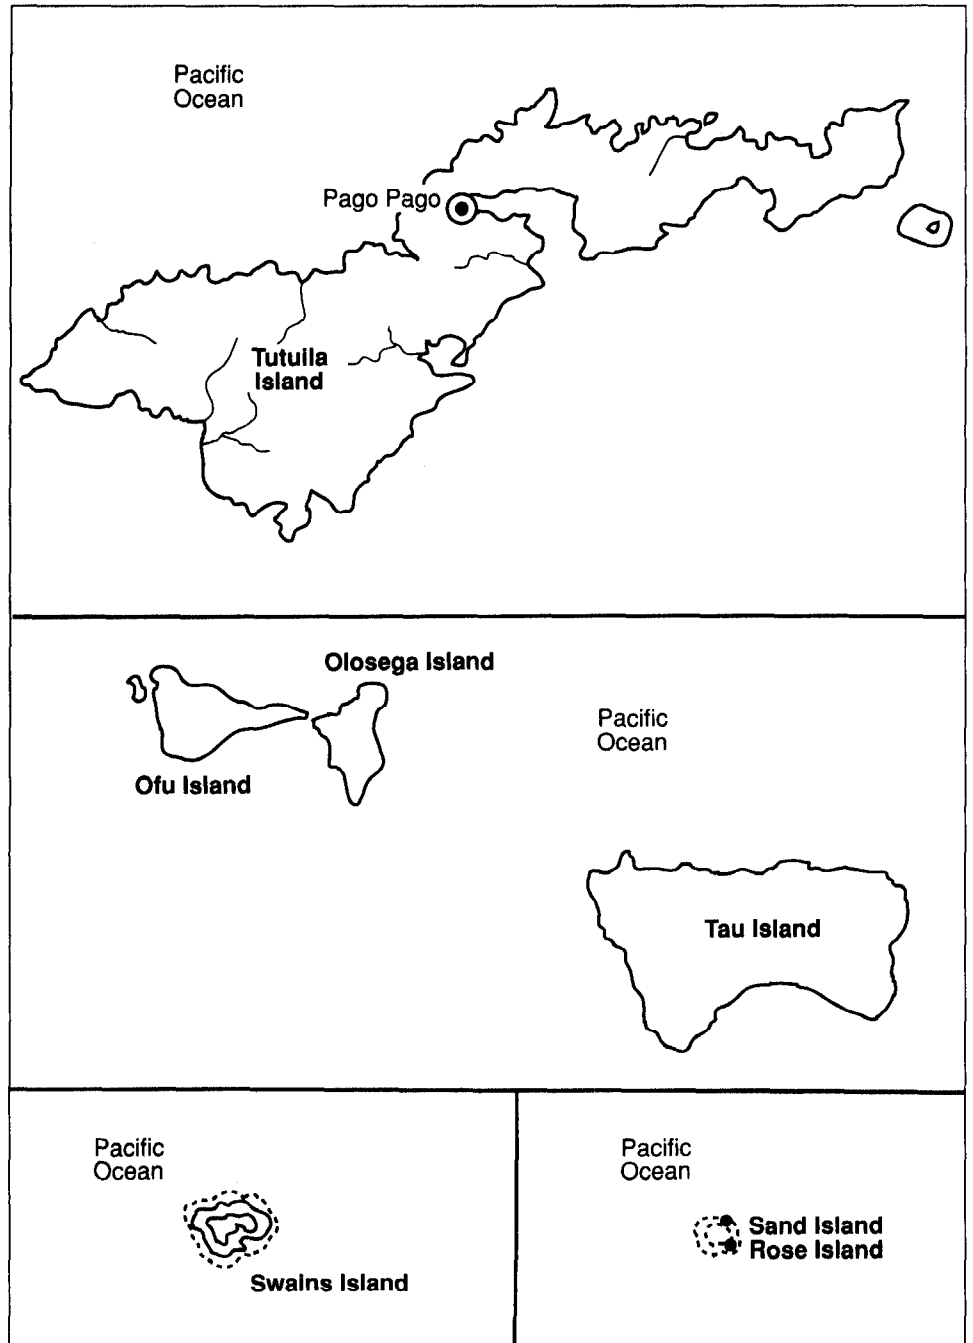 Pacific
Ocean
Pago Pago
Tutuila
Island
Olosega Island
Pacific
Ocean
Ofu Island
Tau Island
Pacific
Ocean
Pacific
Ocean
Sand Island
Rose Island
Swains Island